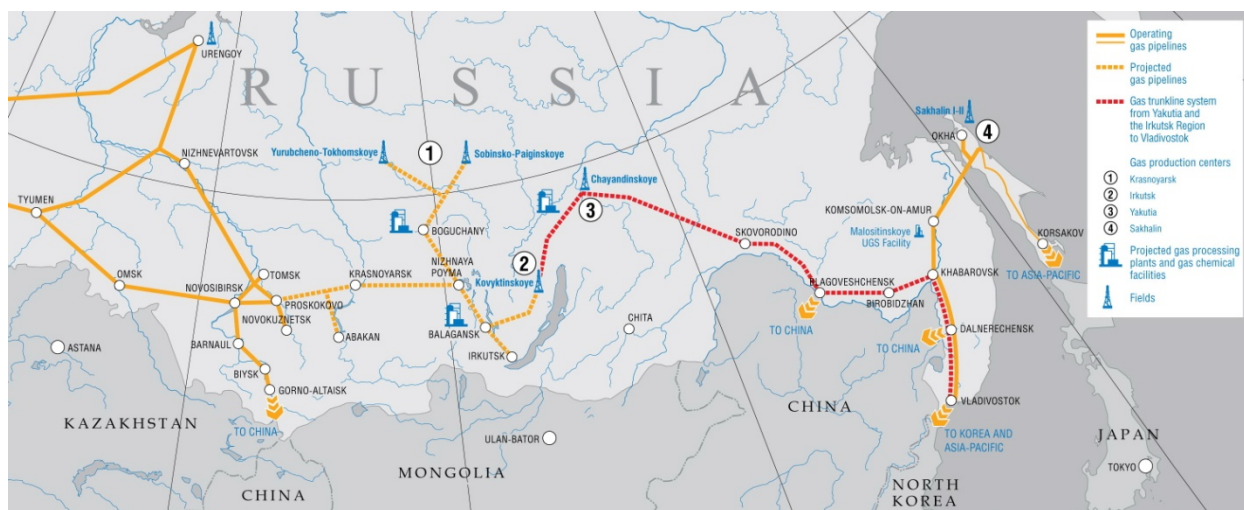 URENGOY
RUSSIA
Sakhalin I-II
OKHA
4
NIZHNEVARTOVSK
Yurubcheno-Tokhomskoye
1
Sobinsko-Paiginskoye
Chayandinskoye
3
TYUMEN
KOMSOMOLSK-ON-AMUR
BOGUCHANY
Malositinskoye
UGS Facility
SKOVORODINO
KORSAKOV
TO ASIA-PACIFIC
OMSK
TOMSK
KRASNOYARSK
NIZHNAYA
POYMA
2
Kovyktinskoye
KHABAROVSK
NOVOSIBIRSK
PROSKOKOVO
BLAGOVESHCHENSK
BIROBIDZHAN
NOVOKUZNETSK
ABAKAN
BALAGANSK
CHITA
TO CHINA
DALNERECHENSK
TO CHINA
ASTANA
BARNAUL
IRKUTSK
BIYSK
GORNO-ALTAISK
VLADIVOSTOK
KAZAKHSTAN
TO CHINA
CHINA
TO KOREA AND
ASIA-PACIFIC
ULAN-BATOR
JAPAN
MONGOLIA
TOKYO
CHINA
NORTH
KOREA
Operating
gas pipelines
Projected
gas pipelines
Gas trunkline system
from Yakutia and
the Irkutsk Region
to Vladivostok
Gas production centers
1 Krasnoyarsk
2 Irkutsk
3 Yakutia
4 Sakhalin
Projected gas processing
plants and gas chemical
facilities
Fields